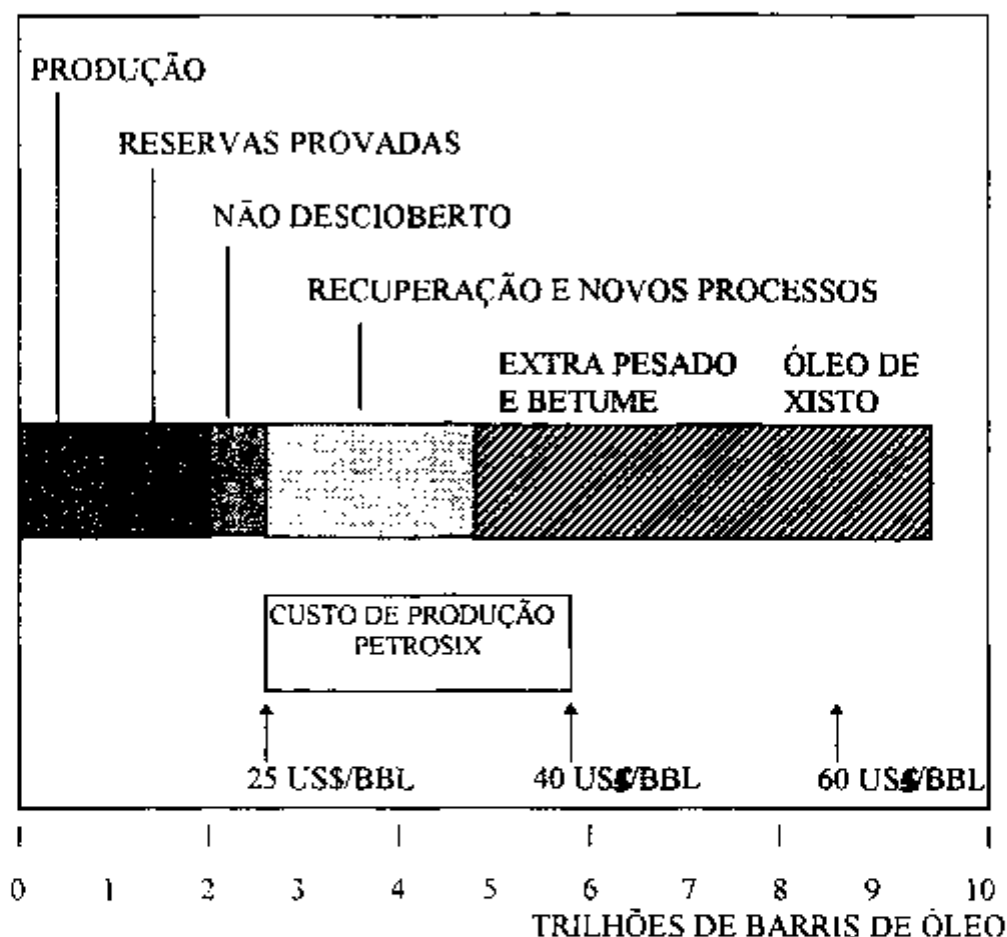 PRODUÇÃO
RESERVAS PROVADAS
NÃO DESCIOBERTO
RECUPERAÇÃO E NOVOS PROCESSOS
EXTRA PESADO
E BETUME
ÓLEO DE
XISTO
CUSTO DE PRODUÇÃO
PETROSIX
25 US$/BBL
40 US$/BBL
60 US$/BBL
0 1 2 3 4 5 6 7 8 9 10
TRILHÕES DE BARRIS DE ÓLEO